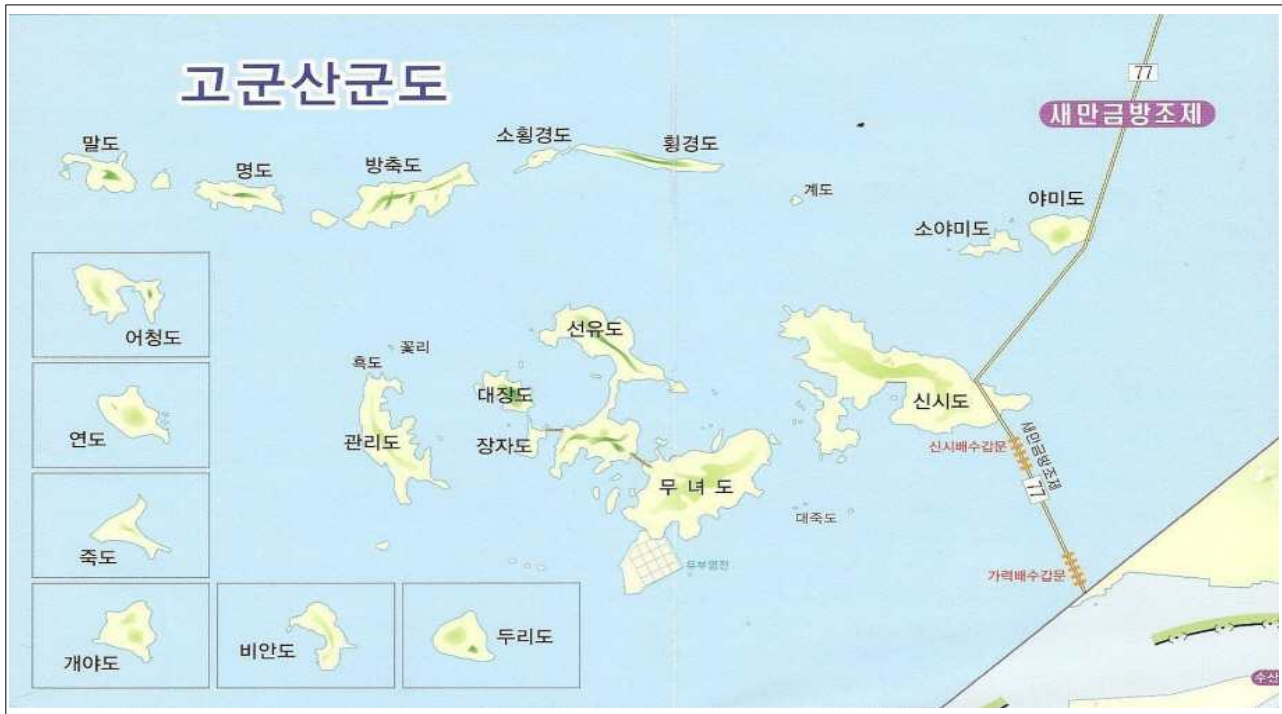 고군산군도
77
새만금방조제
말도
명도
방축도
소횡경도
횡경도
계도
야미도
소야미도
어청도
선유도
꽃리
흑도
대장도
신시도
연도
관리도
장자도
신시배수갑문
새만금방조제
무녀도
77
대죽도
죽도
가력배수갑문
개야도
비안도
두리도
수산